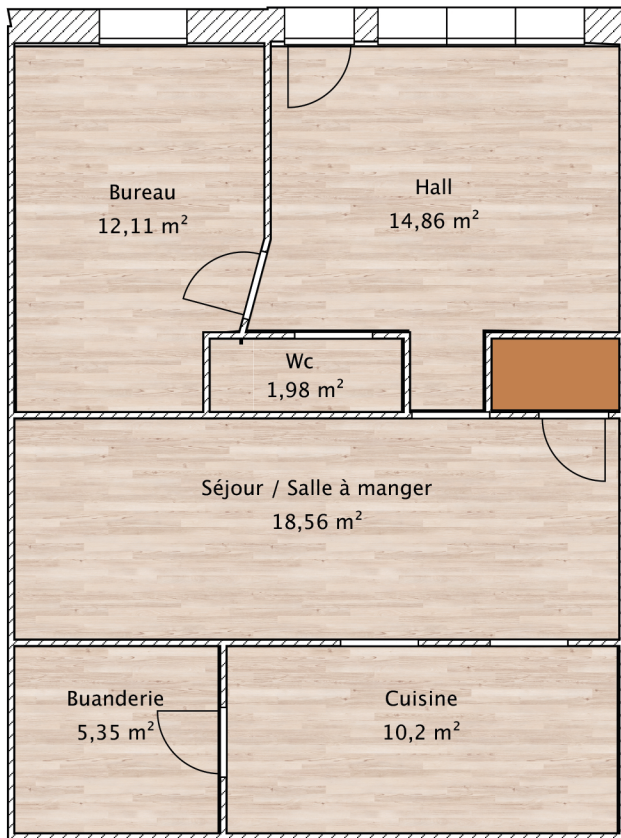 Bureau
12,11 m²
Hall
14,86 m²
Wc
1,98 m²
Séjour / Salle à manger
18,56 m²
Buanderie
5,35 m²
Cuisine
10,2 m²